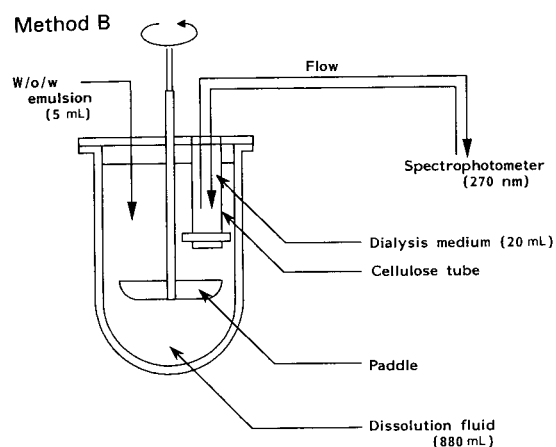 Method B
W/o/w
emulsion
(5 mL)
Flow
Spectrophotometer
(270 nm)
Dialysis medium (20 mL)
Cellulose tube
Paddle
Dissolution fluid
(880 mL)